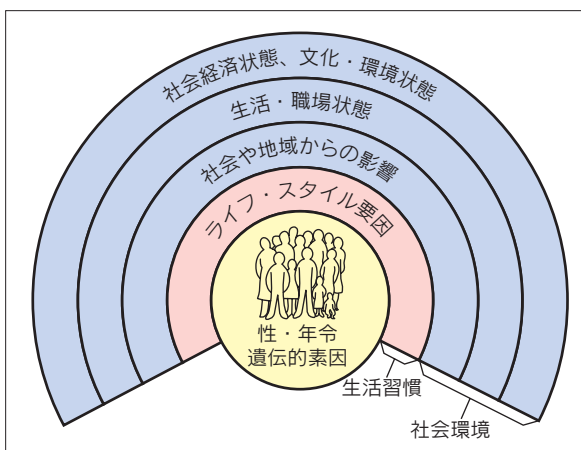 社会経済状態、文化・環境状態
生活・職場状態
社会や地域からの影響
ライフ・スタイル要因
性・年令
遺伝的素因
生活習慣
社会環境